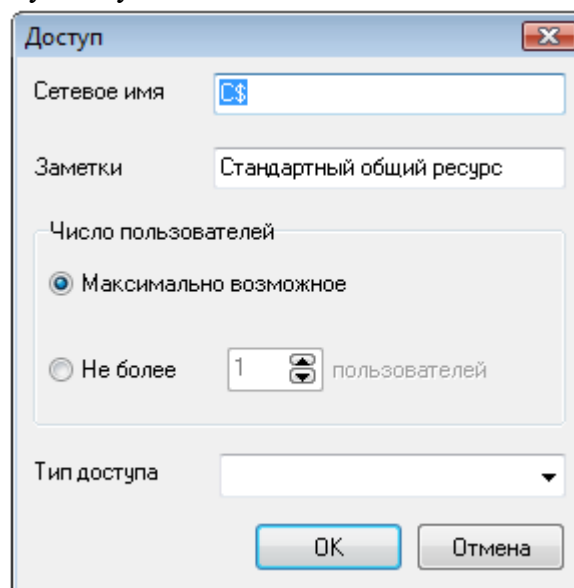 Доступ
Сетевое имя C$
Заметки Стандартный общий ресурс
Число пользователей
Максимально возможное
Не более 1 пользователей
Тип доступа
OK Отмена